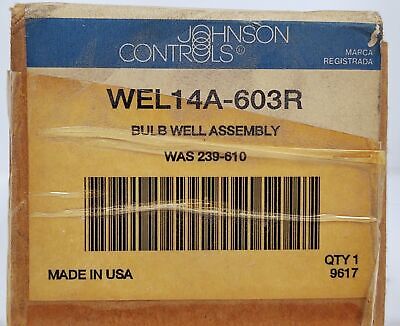 JOHNSON
CONTROLS®
MARCA
REGISTRADA
WEL14A-603R
BULB WELL ASSEMBLY
WAS 239-610
MADE IN USA
QTY 1
9617